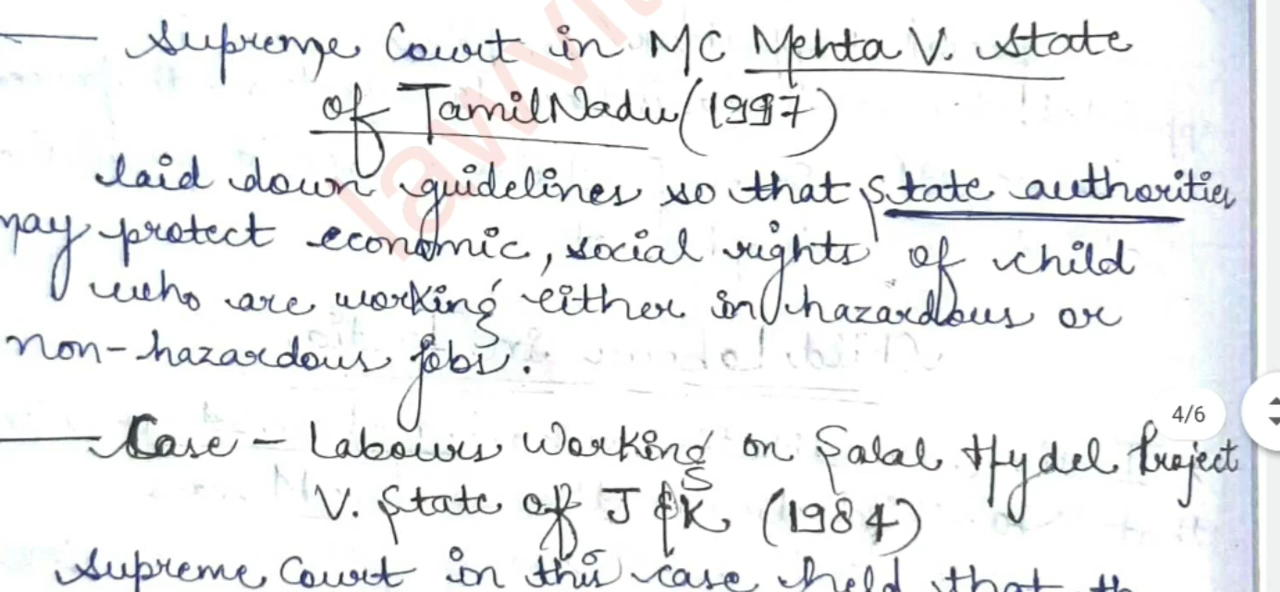 Supreme Court in MC Mehta V. State
of TamilNadu (1997)
laid down guidelines so that state authorities
may protect economic, social rights of child
who are working either in hazardous or
non-hazardous jobs.
4/6
Case - Labours Working on Salal Hydel Project
V. State of J & K (1984)
Supreme Court in this case held that